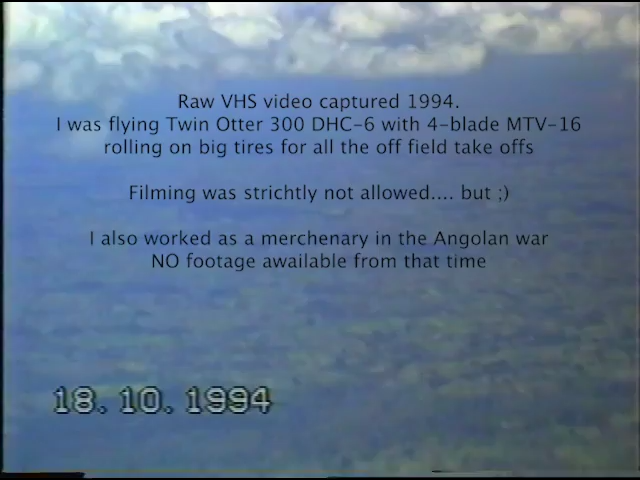 Raw VHS video captured 1994.
I was flying Twin Otter 300 DHC-6 with 4-blade MTV-16
rolling on big tires for all the off field take offs
Filming was strichtly not allowed.... but ;)
I also worked as a merchenary in the Angolan war
NO footage awailable from that time
18. 10. 1994